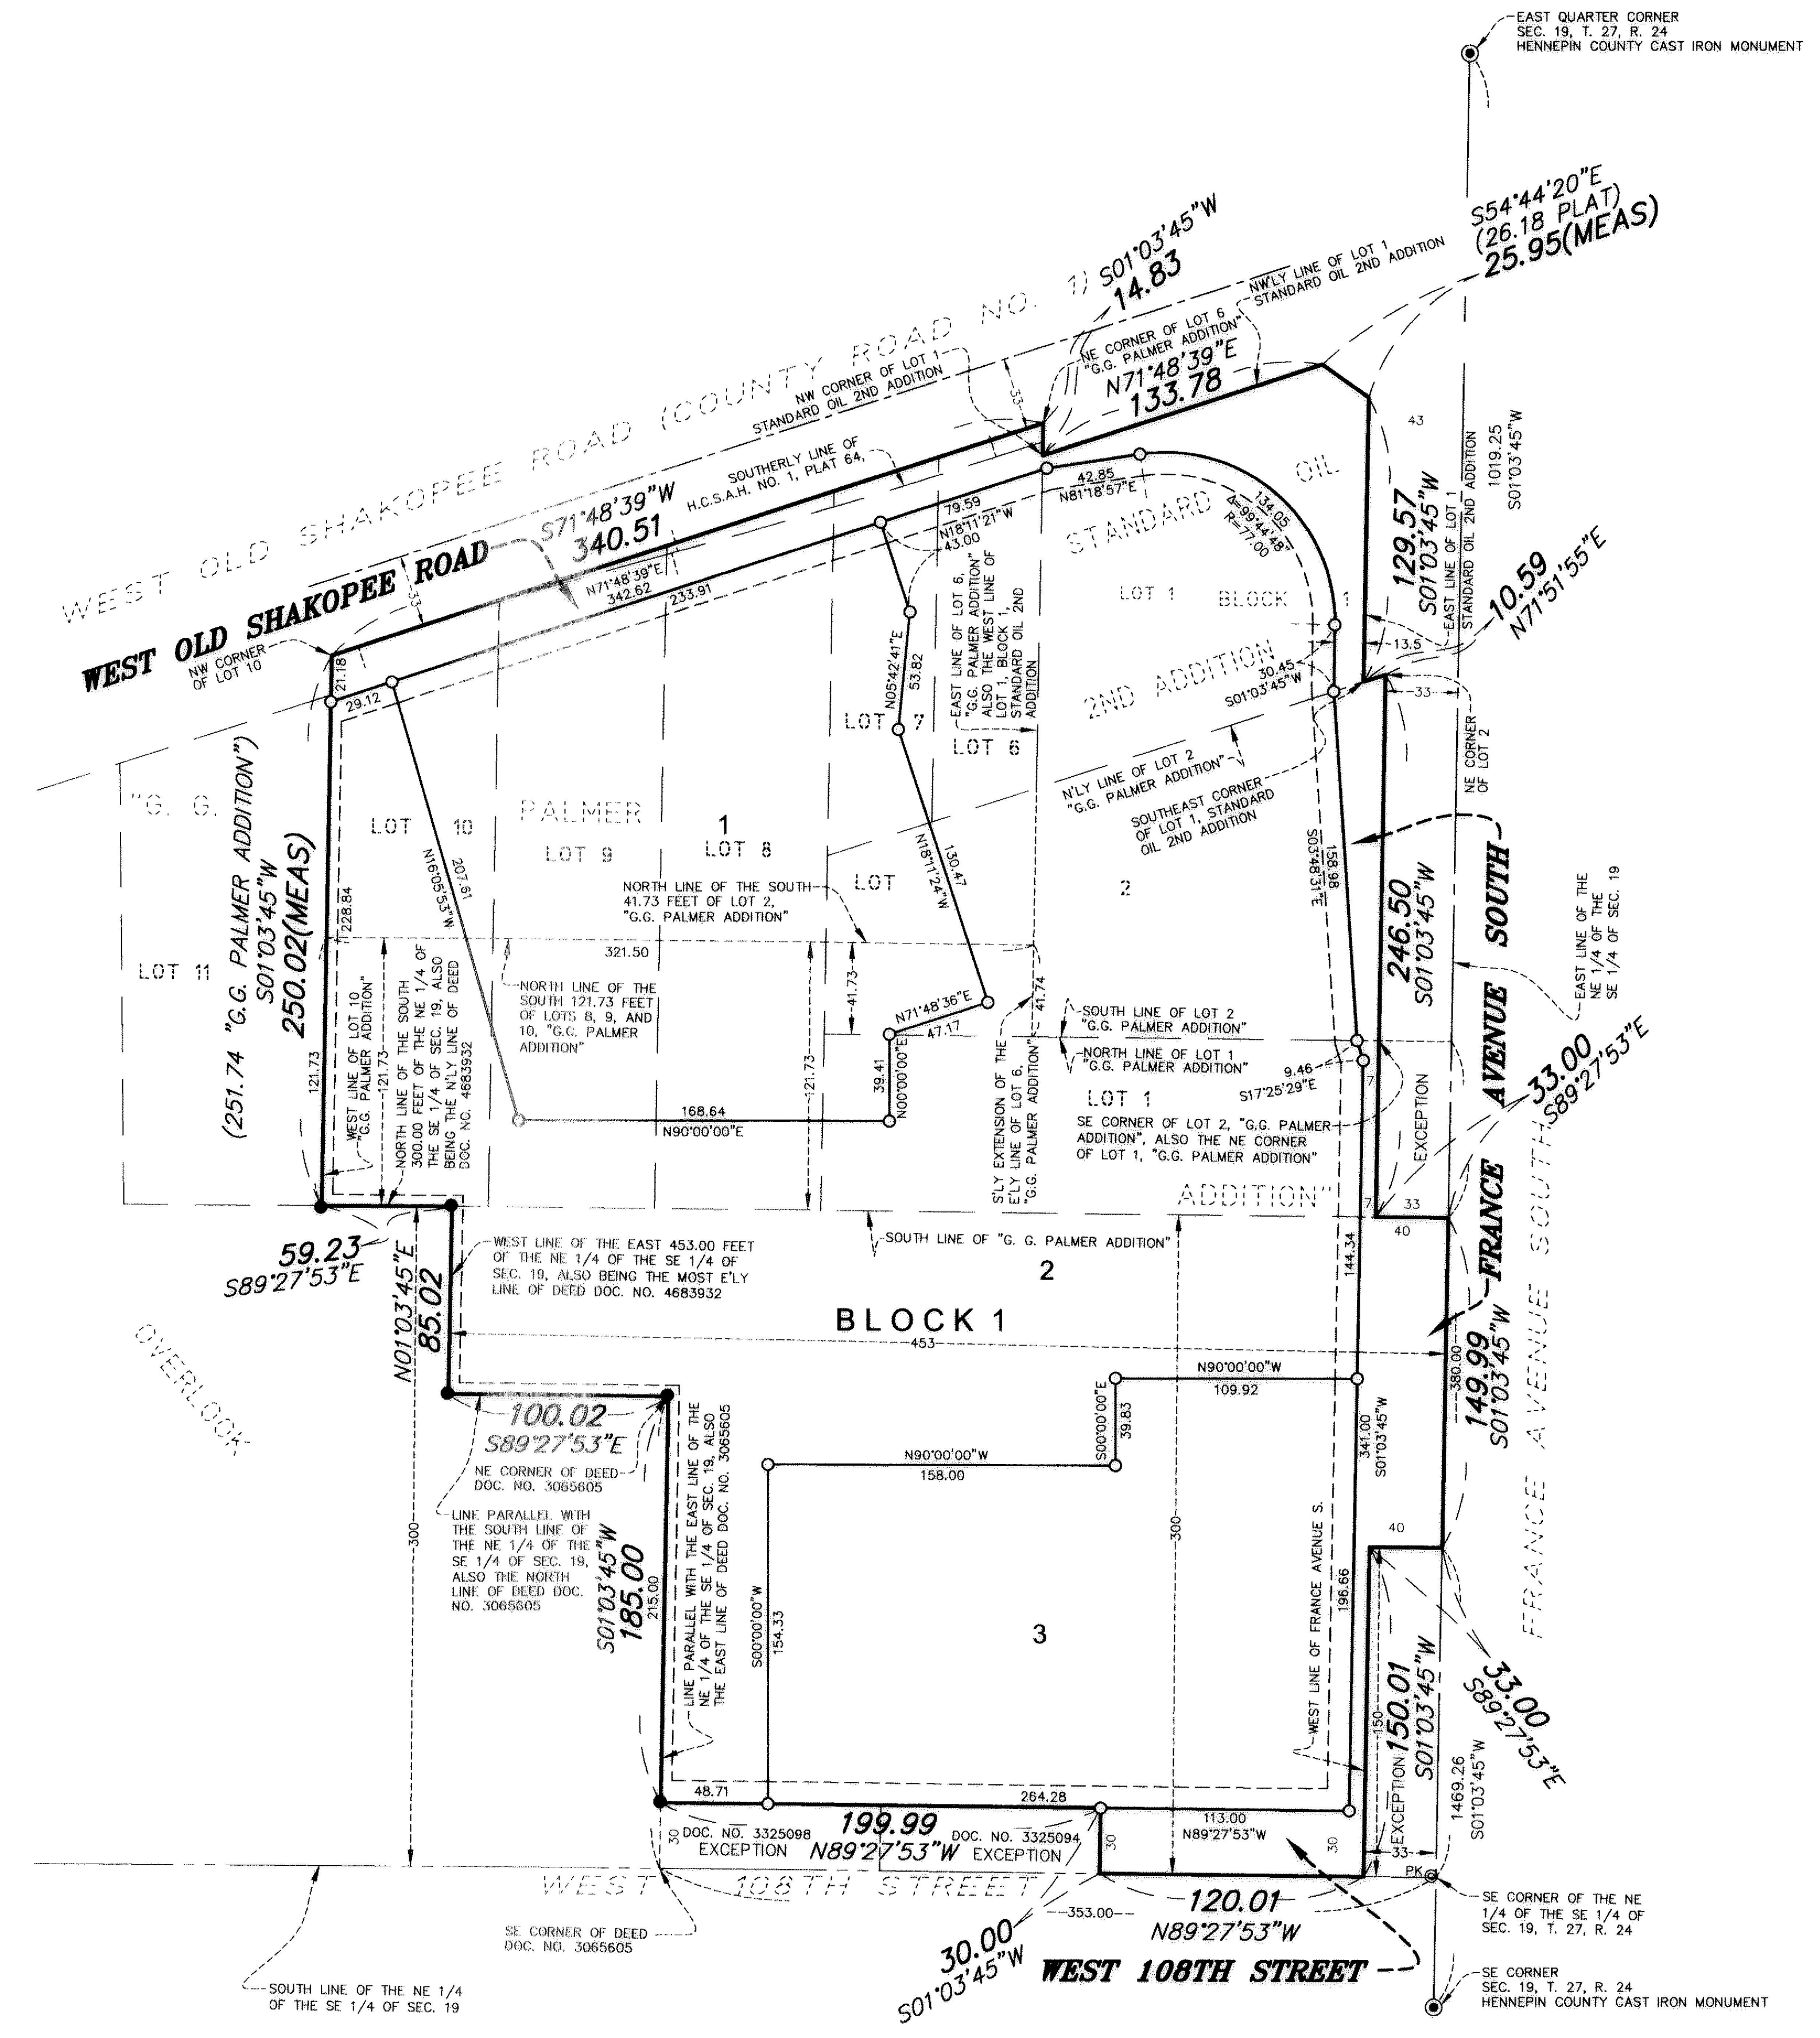 EAST QUARTER CORNER
SEC. 19, T. 27, R. 24
HENNEPIN COUNTY CAST IRON MONUMENT
S54°44'20"E
(26.18 PLAT)
25.95(MEAS)
S01°03'45"W
14.83
NW'LY LINE OF LOT 1
STANDARD OIL 2ND ADDITION
NE CORNER OF LOT 6
"G.G. PALMER ADDITION"
N71°48'39"E
133.78
NW CORNER OF LOT 1
STANDARD OIL 2ND ADDITION
33
WEST OLD SHAKOPEE ROAD (COUNTY ROAD NO. 1)
SOUTHERLY LINE OF
H.C.S.A.H. NO. 1, PLAT 64,
S71°48'39"W
340.51
WEST OLD SHAKOPEE ROAD
33
NW CORNER
OF LOT 10
N71°48'39"E
342.62
233.91
79.59
N18°11'21"W
43.00
42.85
N81°18'57"E
134.05
Δ=99°44'48"
R=77.00
STANDARD OIL
2ND ADDITION
LOT 1 BLOCK 1
43
129.57
S01°03'45"W
EAST LINE OF LOT 1
STANDARD OIL 2ND ADDITION
1019.25
S01°03'45"W
10.59
N71°51'55"E
13.5
33
30.45
S01°03'45"W
NE CORNER
OF LOT 2
21.18
29.12
N05°42'41"E
53.82
EAST LINE OF LOT 6,
"G.G. PALMER ADDITION"
ALSO THE WEST LINE OF
LOT 1, BLOCK 1,
STANDARD OIL 2ND
ADDITION
LOT 7
LOT 6
N'LY LINE OF LOT 2
"G.G. PALMER ADDITION"
SOUTHEAST CORNER
OF LOT 1, STANDARD
OIL 2ND ADDITION
S03°48'31"E
158.98
"G. G. PALMER ADDITION"
LOT 11
(251.74 "G.G. PALMER ADDITION")
S01°03'45"W
250.02(MEAS)
228.84
121.73
LOT 10
LOT 9
1
LOT 8
LOT
2
N16°05'53"W
207.61
N18°11'24"W
130.47
NORTH LINE OF THE SOUTH
41.73 FEET OF LOT 2,
"G.G. PALMER ADDITION"
321.50
NORTH LINE OF THE
SOUTH 121.73 FEET
OF LOTS 8, 9, AND
10, "G.G. PALMER
ADDITION"
WEST LINE OF LOT 10
"G.G. PALMER ADDITION"
121.73
NORTH LINE OF THE SOUTH
300.00 FEET OF THE NE 1/4 OF
THE SE 1/4 OF SEC. 19, ALSO
BEING THE N'LY LINE OF DEED
DOC. NO. 4683932
121.73
41.73
41.74
N71°48'36"E
47.17
39.41
N00°00'00"E
168.64
N90°00'00"E
S'LY EXTENSION OF THE
E'LY LINE OF LOT 6,
"G.G. PALMER ADDITION"
SOUTH LINE OF LOT 2
"G.G. PALMER ADDITION"
NORTH LINE OF LOT 1
"G.G. PALMER ADDITION"
9.46
S17°25'29"E
LOT 1
SE CORNER OF LOT 2, "G.G. PALMER
ADDITION", ALSO THE NE CORNER
OF LOT 1, "G.G. PALMER ADDITION"
7
7
246.50
S01°03'45"W
FRANCE AVENUE SOUTH
EAST LINE OF THE
NE 1/4 OF THE
SE 1/4 OF SEC. 19
33.00
S89°27'53"E
EXCEPTION
33
40
59.23
S89°27'53"E
N01°03'45"E
85.02
WEST LINE OF THE EAST 453.00 FEET
OF THE NE 1/4 OF THE SE 1/4 OF
SEC. 19, ALSO BEING THE MOST E'LY
LINE OF DEED DOC. NO. 4683932
SOUTH LINE OF "G. G. PALMER ADDITION"
2
BLOCK 1
453
144.34
380.00
149.99
S01°03'45"W
FRANCE AVENUE SOUTH
OVERLOOK
100.02
S89°27'53"E
NE CORNER OF DEED
DOC. NO. 3065605
LINE PARALLEL WITH
THE SOUTH LINE OF
THE NE 1/4 OF THE
SE 1/4 OF SEC. 19,
ALSO THE NORTH
LINE OF DEED DOC.
NO. 3065605
300
S01°03'45"W
185.00
215.00
LINE PARALLEL WITH THE EAST LINE OF THE
NE 1/4 OF THE SE 1/4 OF SEC. 19, ALSO
THE EAST LINE OF DEED DOC. NO. 3065605
N90°00'00"W
109.92
S00°00'00"E
39.83
N90°00'00"W
158.00
S00°00'00"W
154.33
300
3
341.00
S01°03'45"W
196.66
WEST LINE OF FRANCE AVENUE S.
40
33.00
S89°27'53"E
150
150.01
S01°03'45"W
EXCEPTION
1469.26
S01°03'45"W
48.71
264.28
30
DOC. NO. 3325098
EXCEPTION
199.99
N89°27'53"W
DOC. NO. 3325094
EXCEPTION
30
113.00
N89°27'53"W
30
33
PK
WEST 108TH STREET
120.01
353.00
N89°27'53"W
30.00
S01°03'45"W
WEST 108TH STREET
SE CORNER OF DEED
DOC. NO. 3065605
SOUTH LINE OF THE NE 1/4
OF THE SE 1/4 OF SEC. 19
SE CORNER OF THE NE
1/4 OF THE SE 1/4 OF
SEC. 19, T. 27, R. 24
SE CORNER
SEC. 19, T. 27, R. 24
HENNEPIN COUNTY CAST IRON MONUMENT